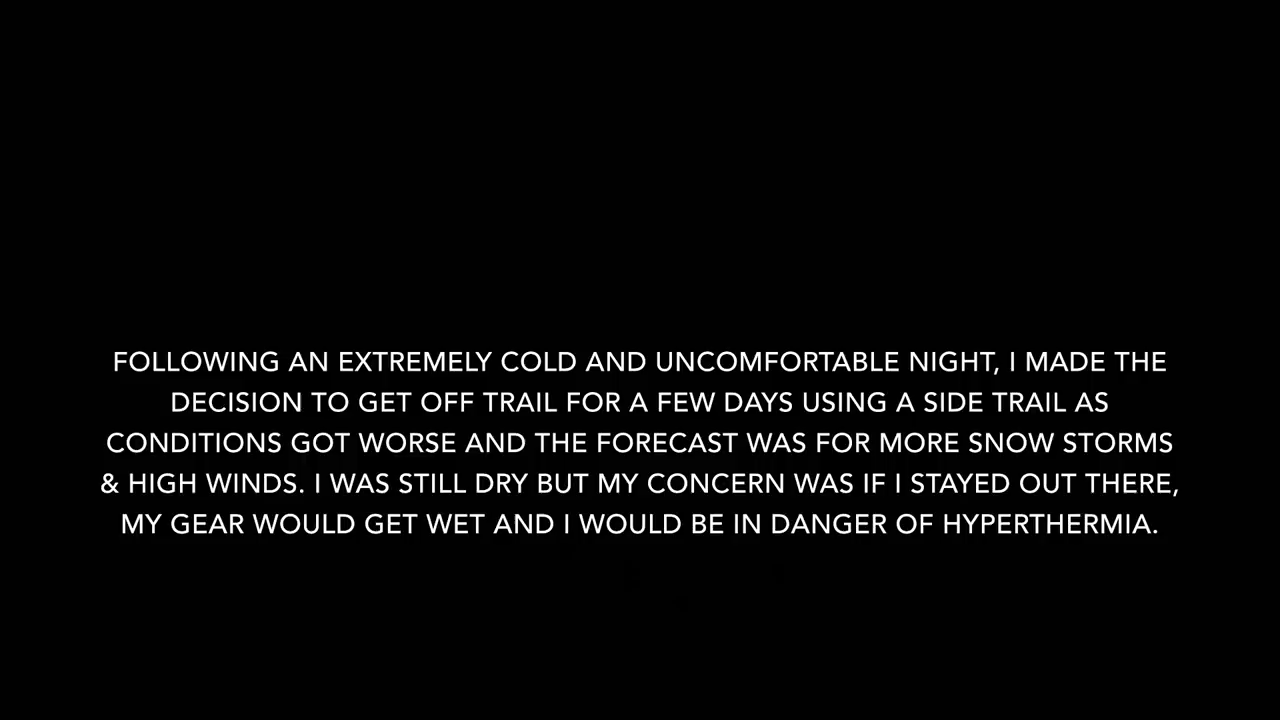 FOLLOWING AN EXTREMELY COLD AND UNCOMFORTABLE NIGHT, I MADE THE
DECISION TO GET OFF TRAIL FOR A FEW DAYS USING A SIDE TRAIL AS
CONDITIONS GOT WORSE AND THE FORECAST WAS FOR MORE SNOW STORMS
& HIGH WINDS. I WAS STILL DRY BUT MY CONCERN WAS IF I STAYED OUT THERE,
MY GEAR WOULD GET WET AND I WOULD BE IN DANGER OF HYPERTHERMIA.